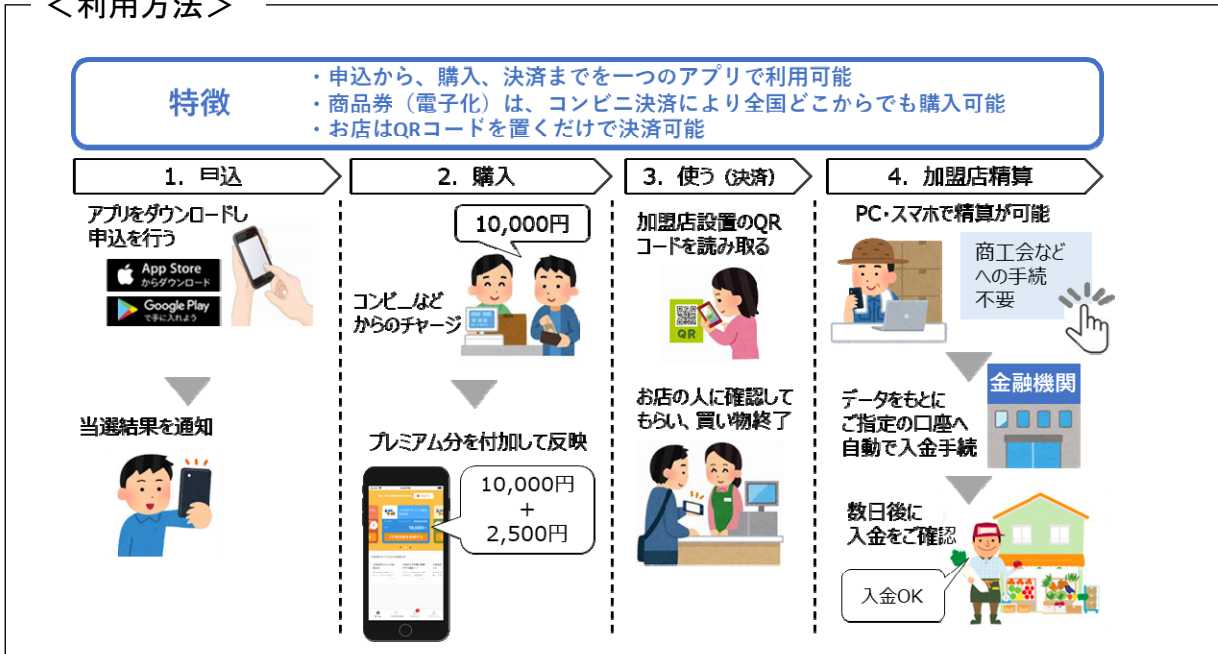 ＜利用方法＞
特徴
・申込から、購入、決済までを一つのアプリで利用可能
・商品券（電子化）は、コンビニ決済により全国どこからでも購入可能
・お店はQRコードを置くだけで決済可能
1. 申込
アプリをダウンロードし
申込を行う
App Store
からダウンロード
Google Play
で手に入れよう
当選結果を通知
2. 購入
10,000円
コンビニなど
からのチャージ
プレミアム分を付加して反映
10,000円
+
2,500円
3. 使う（決済）
加盟店設置のQR
コードを読み取る
QR
お店の人に確認して
もらい、買い物終了
4. 加盟店精算
PC・スマホで精算が可能
商工会など
への手続
不要
金融機関
データをもとに
ご指定の口座へ
自動で入金手続
数日後に
入金をご確認
入金OK